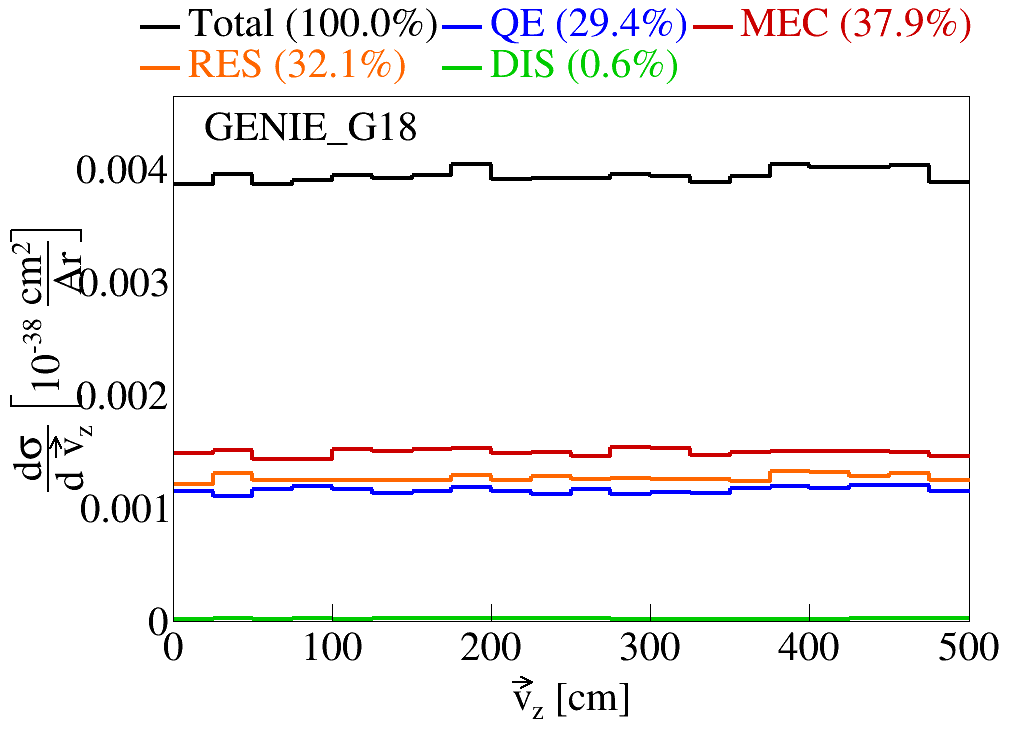 Total (100.0%) QE (29.4%) MEC (37.9%)
RES (32.1%) DIS (0.6%)
GENIE_G18
0.004
0.003
0.002
0.001
0
0 100 200 300 400 500
v⃗z [cm]
dσ/d v⃗z [10⁻³⁸ cm²/Ar]